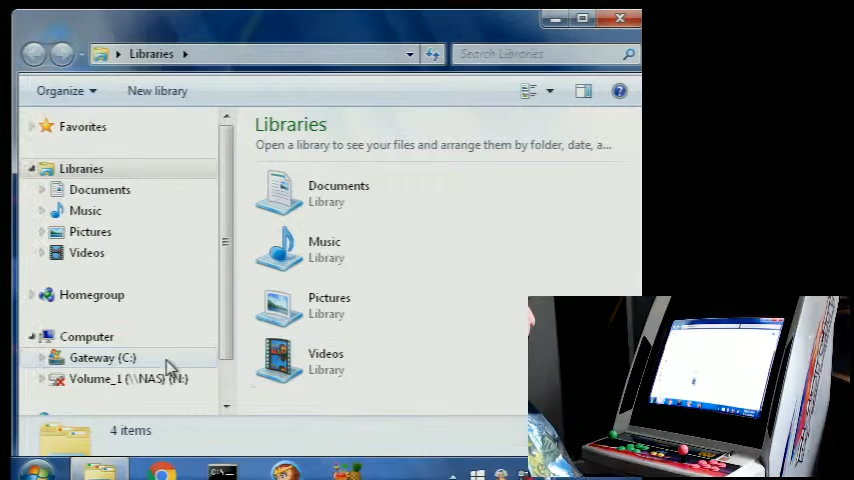 Libraries
Search Libraries
Organize
New library
Favorites
Libraries
Documents
Music
Pictures
Videos
Homegroup
Computer
Gateway (C:)
Volume_1 (\\NAS) (N:)
Libraries
Open a library to see your files and arrange them by folder, date, a...
Documents
Library
Music
Library
Pictures
Library
Videos
Library
4 items